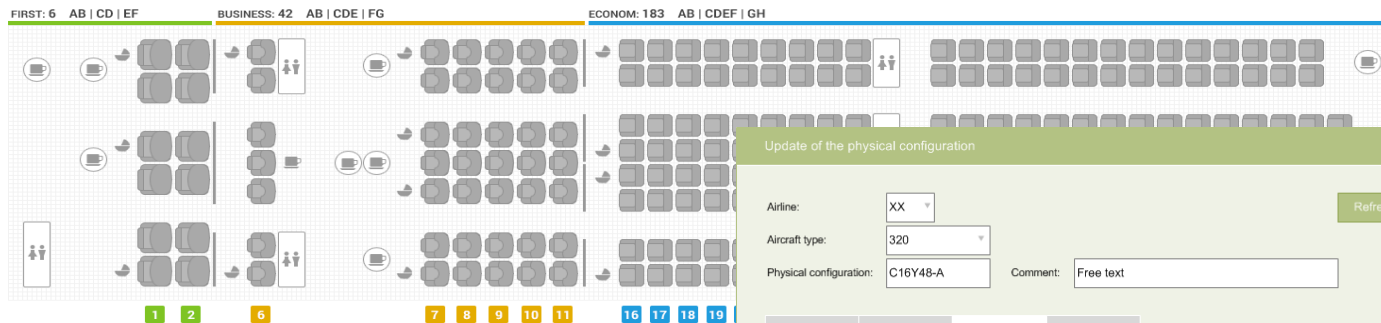 FIRST: 6 AB | CD | EF
BUSINESS: 42 AB | CDE | FG
ECONOM: 183 AB | CDEF | GH
Update of the physical configuration
Airline: XX
Aircraft type: 320
Physical configuration: C16Y48-A Comment: Free text
1 2 6 7 8 9 10 11 16 17 18 19